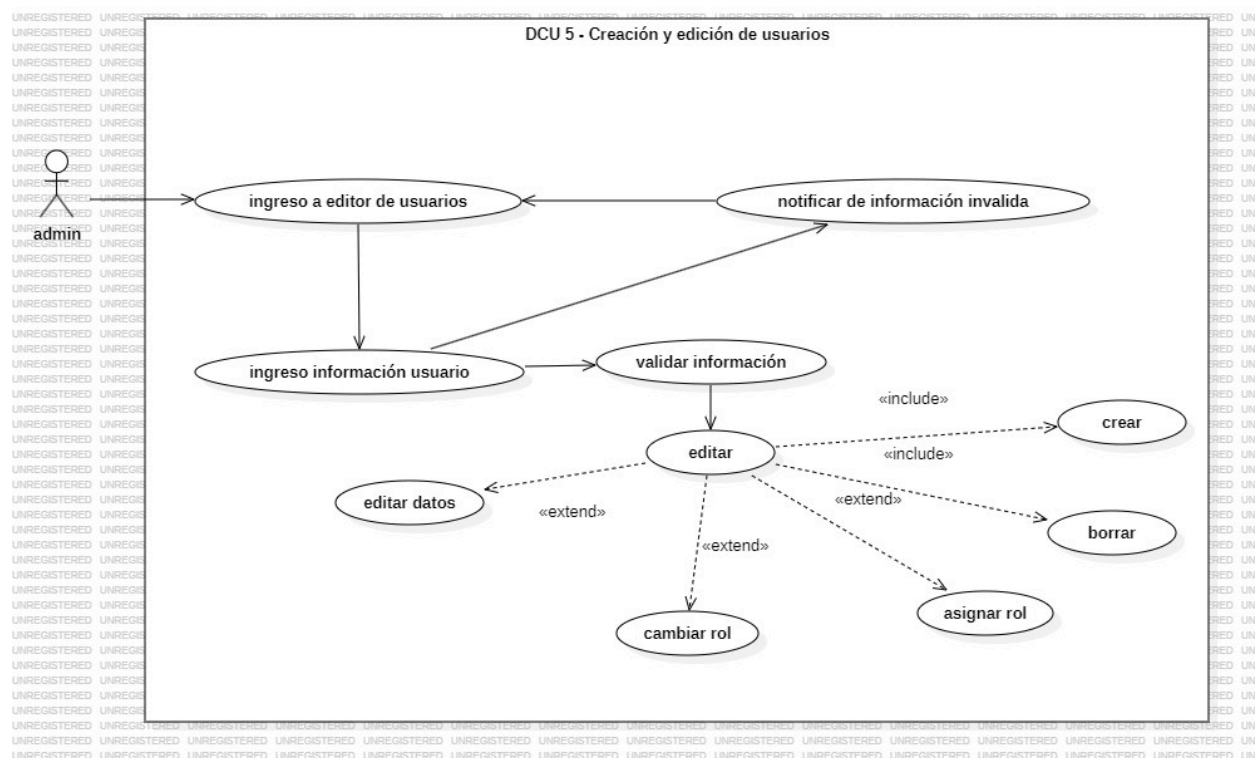 DCU 5 - Creación y edición de usuarios
ingreso a editor de usuarios
notificar de información invalida
admin
ingreso información usuario
validar información
«include»
crear
editar
«include»
editar datos
«extend»
«extend»
borrar
«extend»
asignar rol
cambiar rol
UNREGISTERED